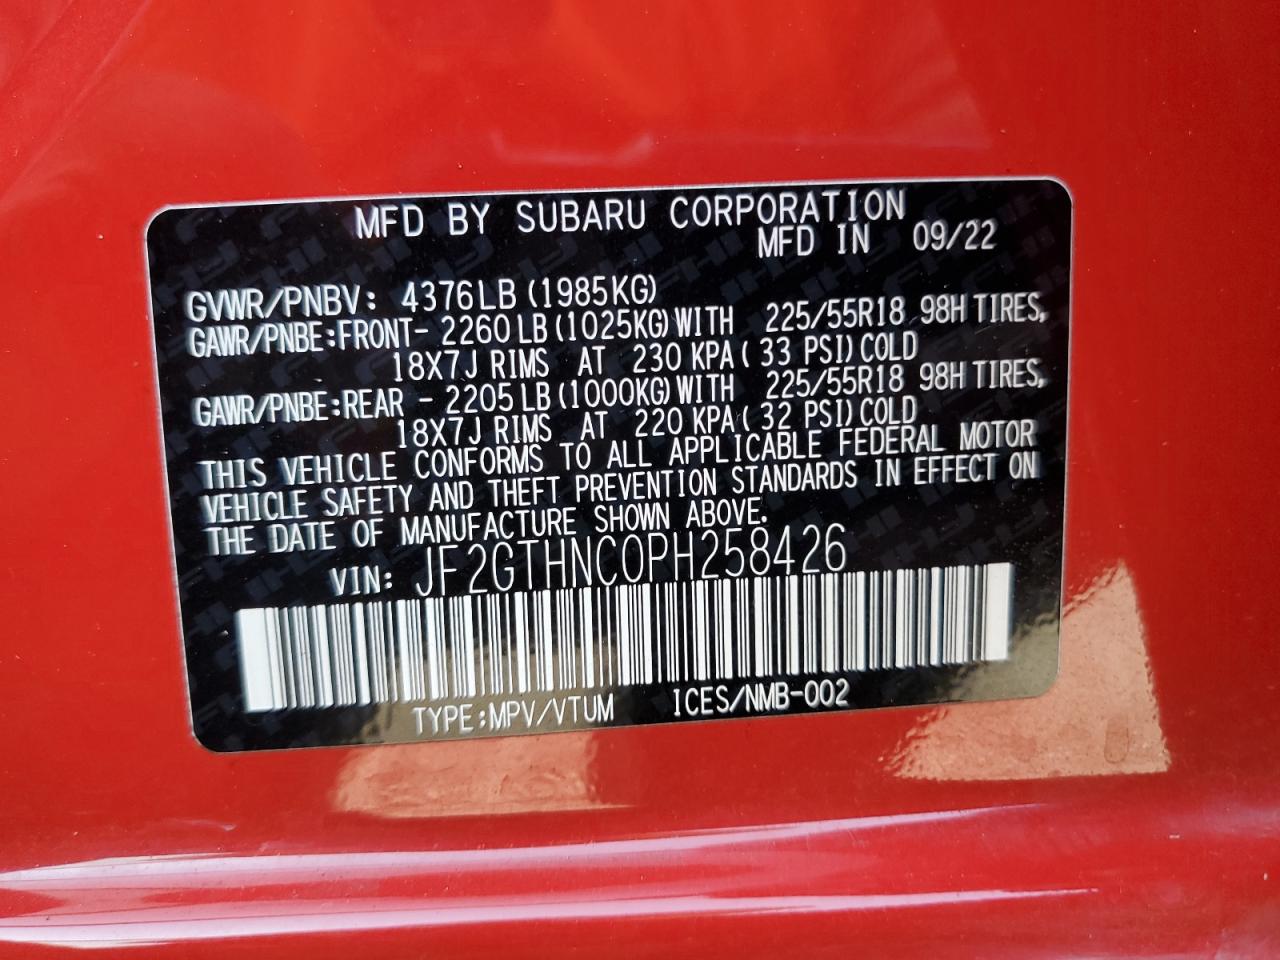 MFD BY SUBARU CORPORATION
MFD IN 09/22
GVWR/PNBV: 4376LB (1985KG)
GAWR/PNBE:FRONT- 2260 LB (1025KG) WITH 225/55R18 98H TIRES,
18X7J RIMS AT 230 KPA ( 33 PSI) COLD
GAWR/PNBE:REAR - 2205 LB (1000KG) WITH 225/55R18 98H TIRES,
18X7J RIMS AT 220 KPA ( 32 PSI) COLD
THIS VEHICLE CONFORMS TO ALL APPLICABLE FEDERAL MOTOR
VEHICLE SAFETY AND THEFT PREVENTION STANDARDS IN EFFECT ON
THE DATE OF MANUFACTURE SHOWN ABOVE.
VIN: JF2GTHNC0PH258426
TYPE:MPV/VTUM ICES/NMB-002